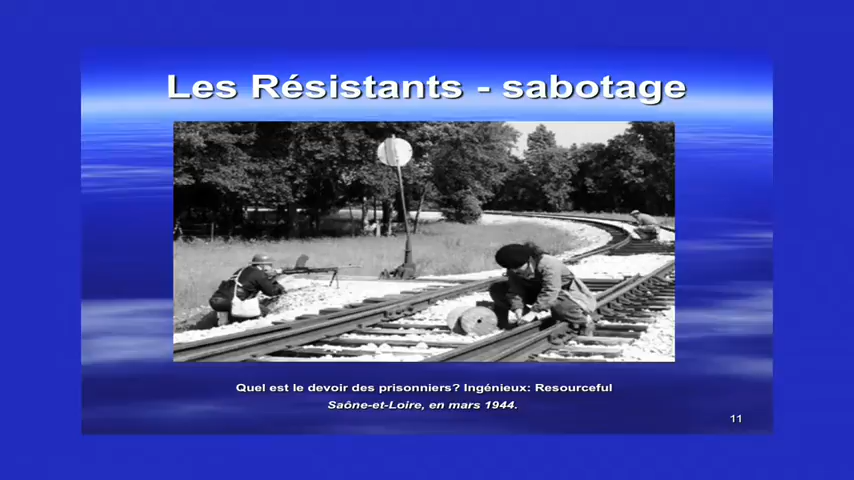 Les Résistants - sabotage
Quel est le devoir des prisonniers? Ingénieux: Resourceful
Saône-et-Loire, en mars 1944.
11